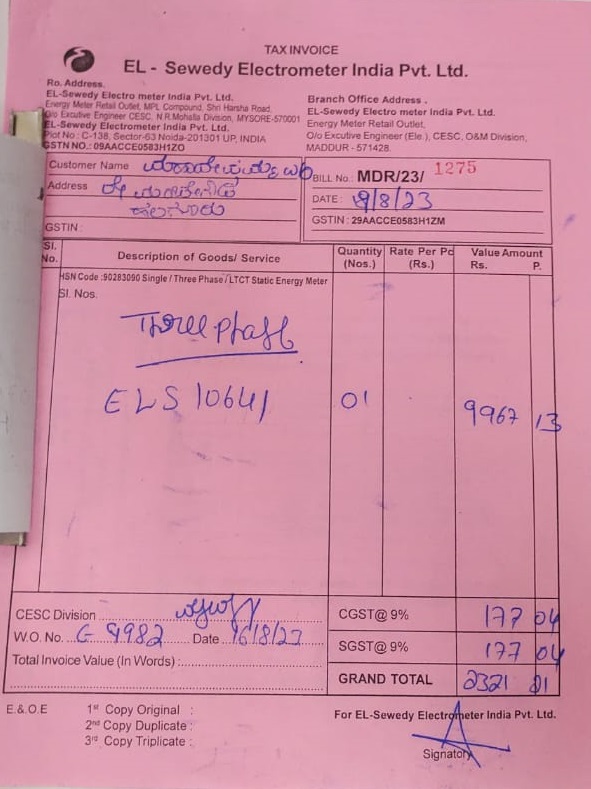 TAX INVOICE
EL - Sewedy Electrometer India Pvt. Ltd.
Ro. Address.
EL-Sewedy Electro meter India Pvt. Ltd.
Energy Meter Retail Outlet, MPL Compound, Shri Harsha Road,
O/o Excutive Engineer CESC, N.R.Mohalla Division, MYSORE-570001
EL-Sewedy Electrometer India Pvt. Ltd.
Plot No : C-138, Sector-63 Noida-201301 UP, INDIA
GSTN NO.: 09AACCE0583H1ZO
Branch Office Address .
EL-Sewedy Electro meter India Pvt. Ltd.
Energy Meter Retail Outlet,
O/o Excutive Engineer (Ele.), CESC, O&M Division,
MADDUR - 571428.
Customer Name
Address
GSTIN:
BILL No.: MDR/23/ 1275
DATE : 9/8/23
GSTIN : 29AACCE0583H1ZM
Sl. No. Description of Goods/ Service Quantity (Nos.) Rate Per Pc (Rs.) Value Amount Rs. P.
HSN Code :90283090 Single / Three Phase / LTCT Static Energy Meter
Sl. Nos.
Three phase
ELS 10641 01 13
CESC Division
W.O. No. G 9982 Date 16/8/23
Total Invoice Value (In Words) :
CGST@ 9% 177 04
SGST@ 9% 177 04
GRAND TOTAL 2321 21
E.& O.E
1st Copy Original :
2nd Copy Duplicate :
3rd Copy Triplicate :
For EL-Sewedy Electrometer India Pvt. Ltd.
Signatory